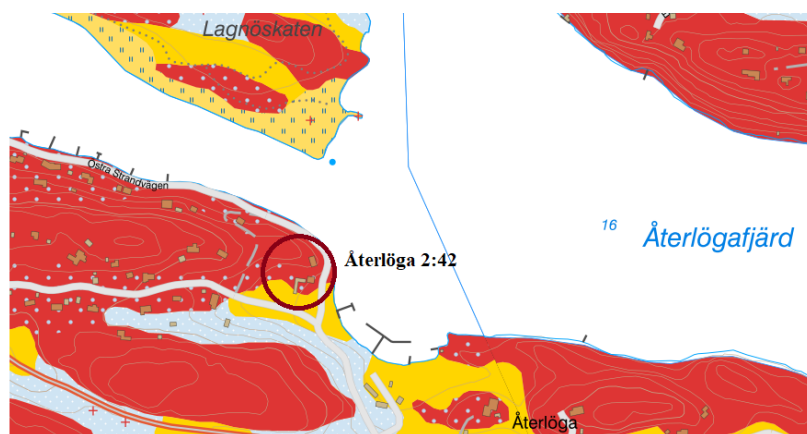 Lagnöskaten
Östra Strandvägen
Återlöga 2:42
16
Återlögafjärd
Återlöga